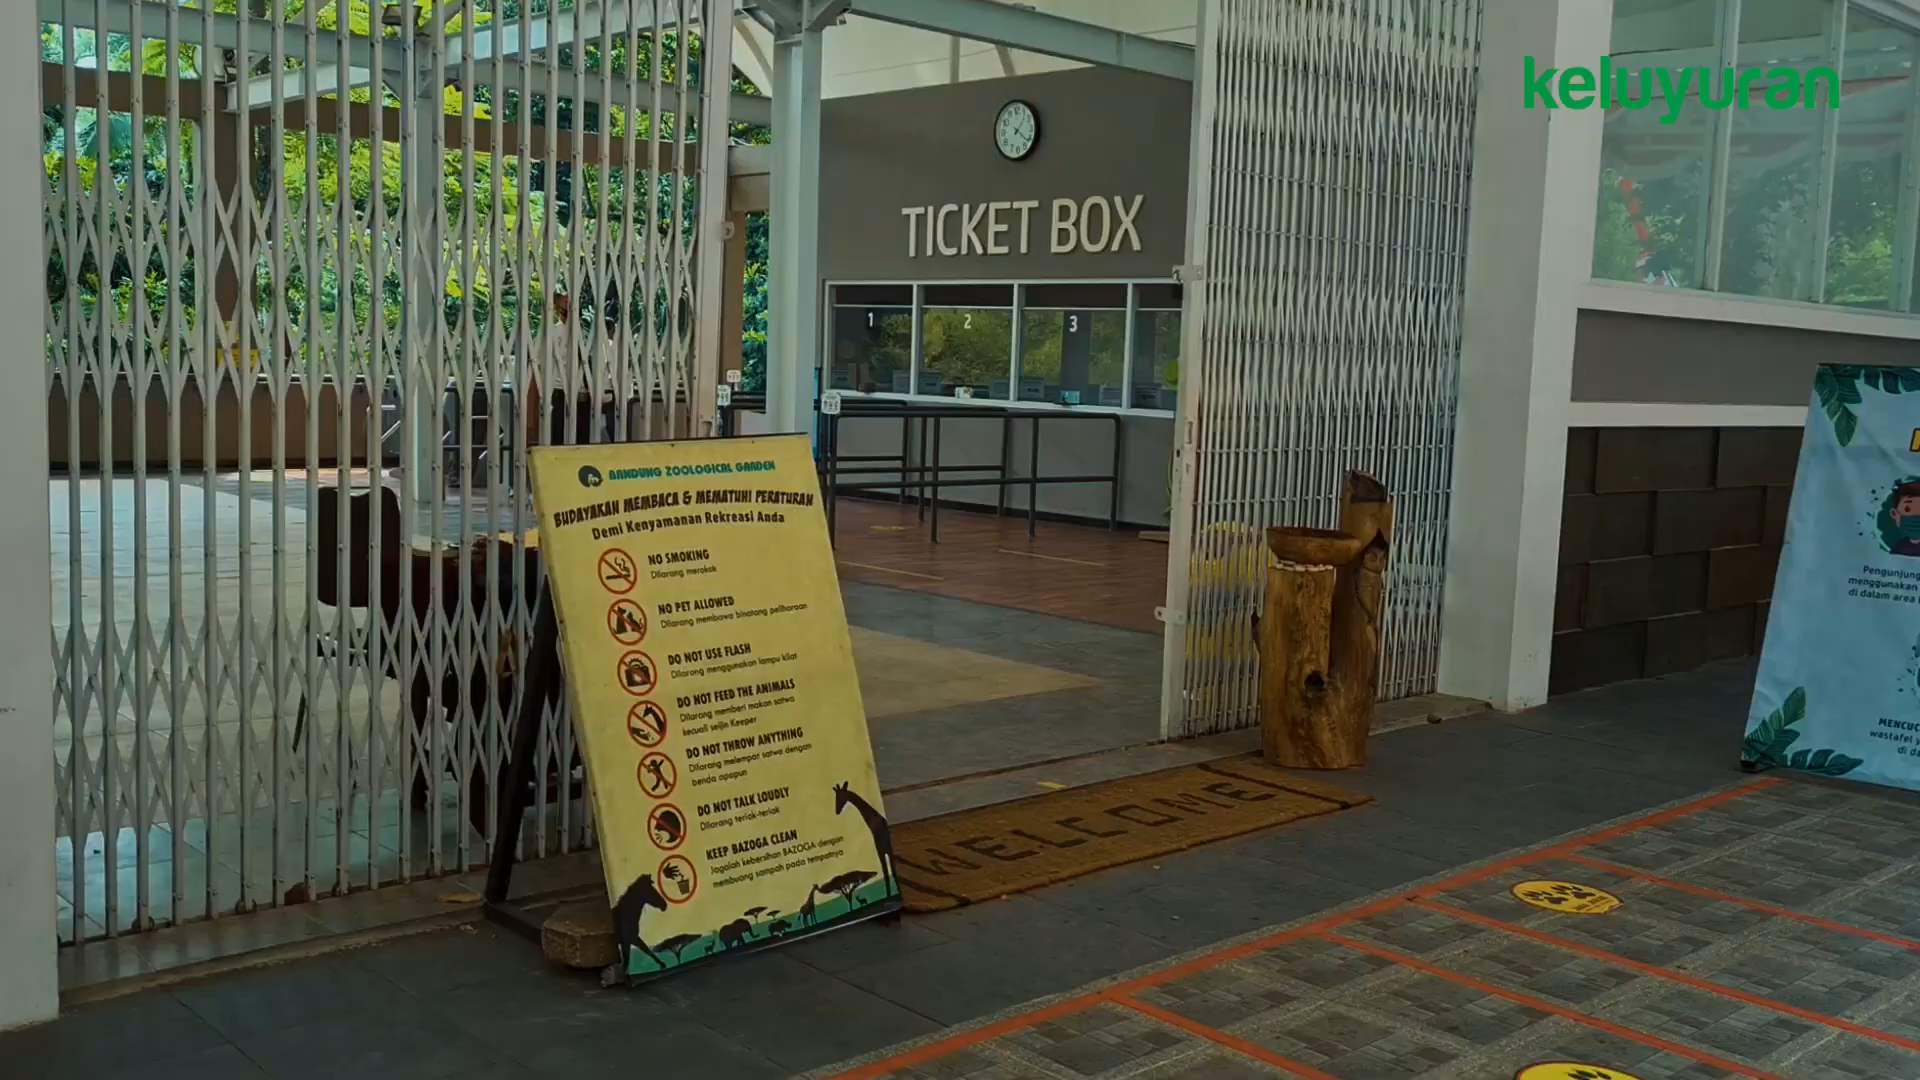 keluyuran
TICKET BOX
1
2
3
BANDUNG ZOOLOGICAL GARDEN
BUDAYAKAN MEMBACA & MEMATUHI PERATURAN
Demi Kenyamanan Rekreasi Anda
NO SMOKING
Dilarang merokok
NO PET ALLOWED
Dilarang membawa binatang peliharaan
DO NOT USE FLASH
Dilarang menggunakan lampu kilat
DO NOT FEED THE ANIMALS
Dilarang memberi makan satwa
kecuali seijin Keeper
DO NOT THROW ANYTHING
Dilarang melempar satwa dengan
benda apapun
DO NOT TALK LOUDLY
Dilarang teriak-teriak
KEEP BAZOGA CLEAN
Jagalah kebersihan BAZOGA dengan
membuang sampah pada tempatnya
WELCOME
Pengunjung
menggunakan
di dalam area
MENCUC
wastafel
di da